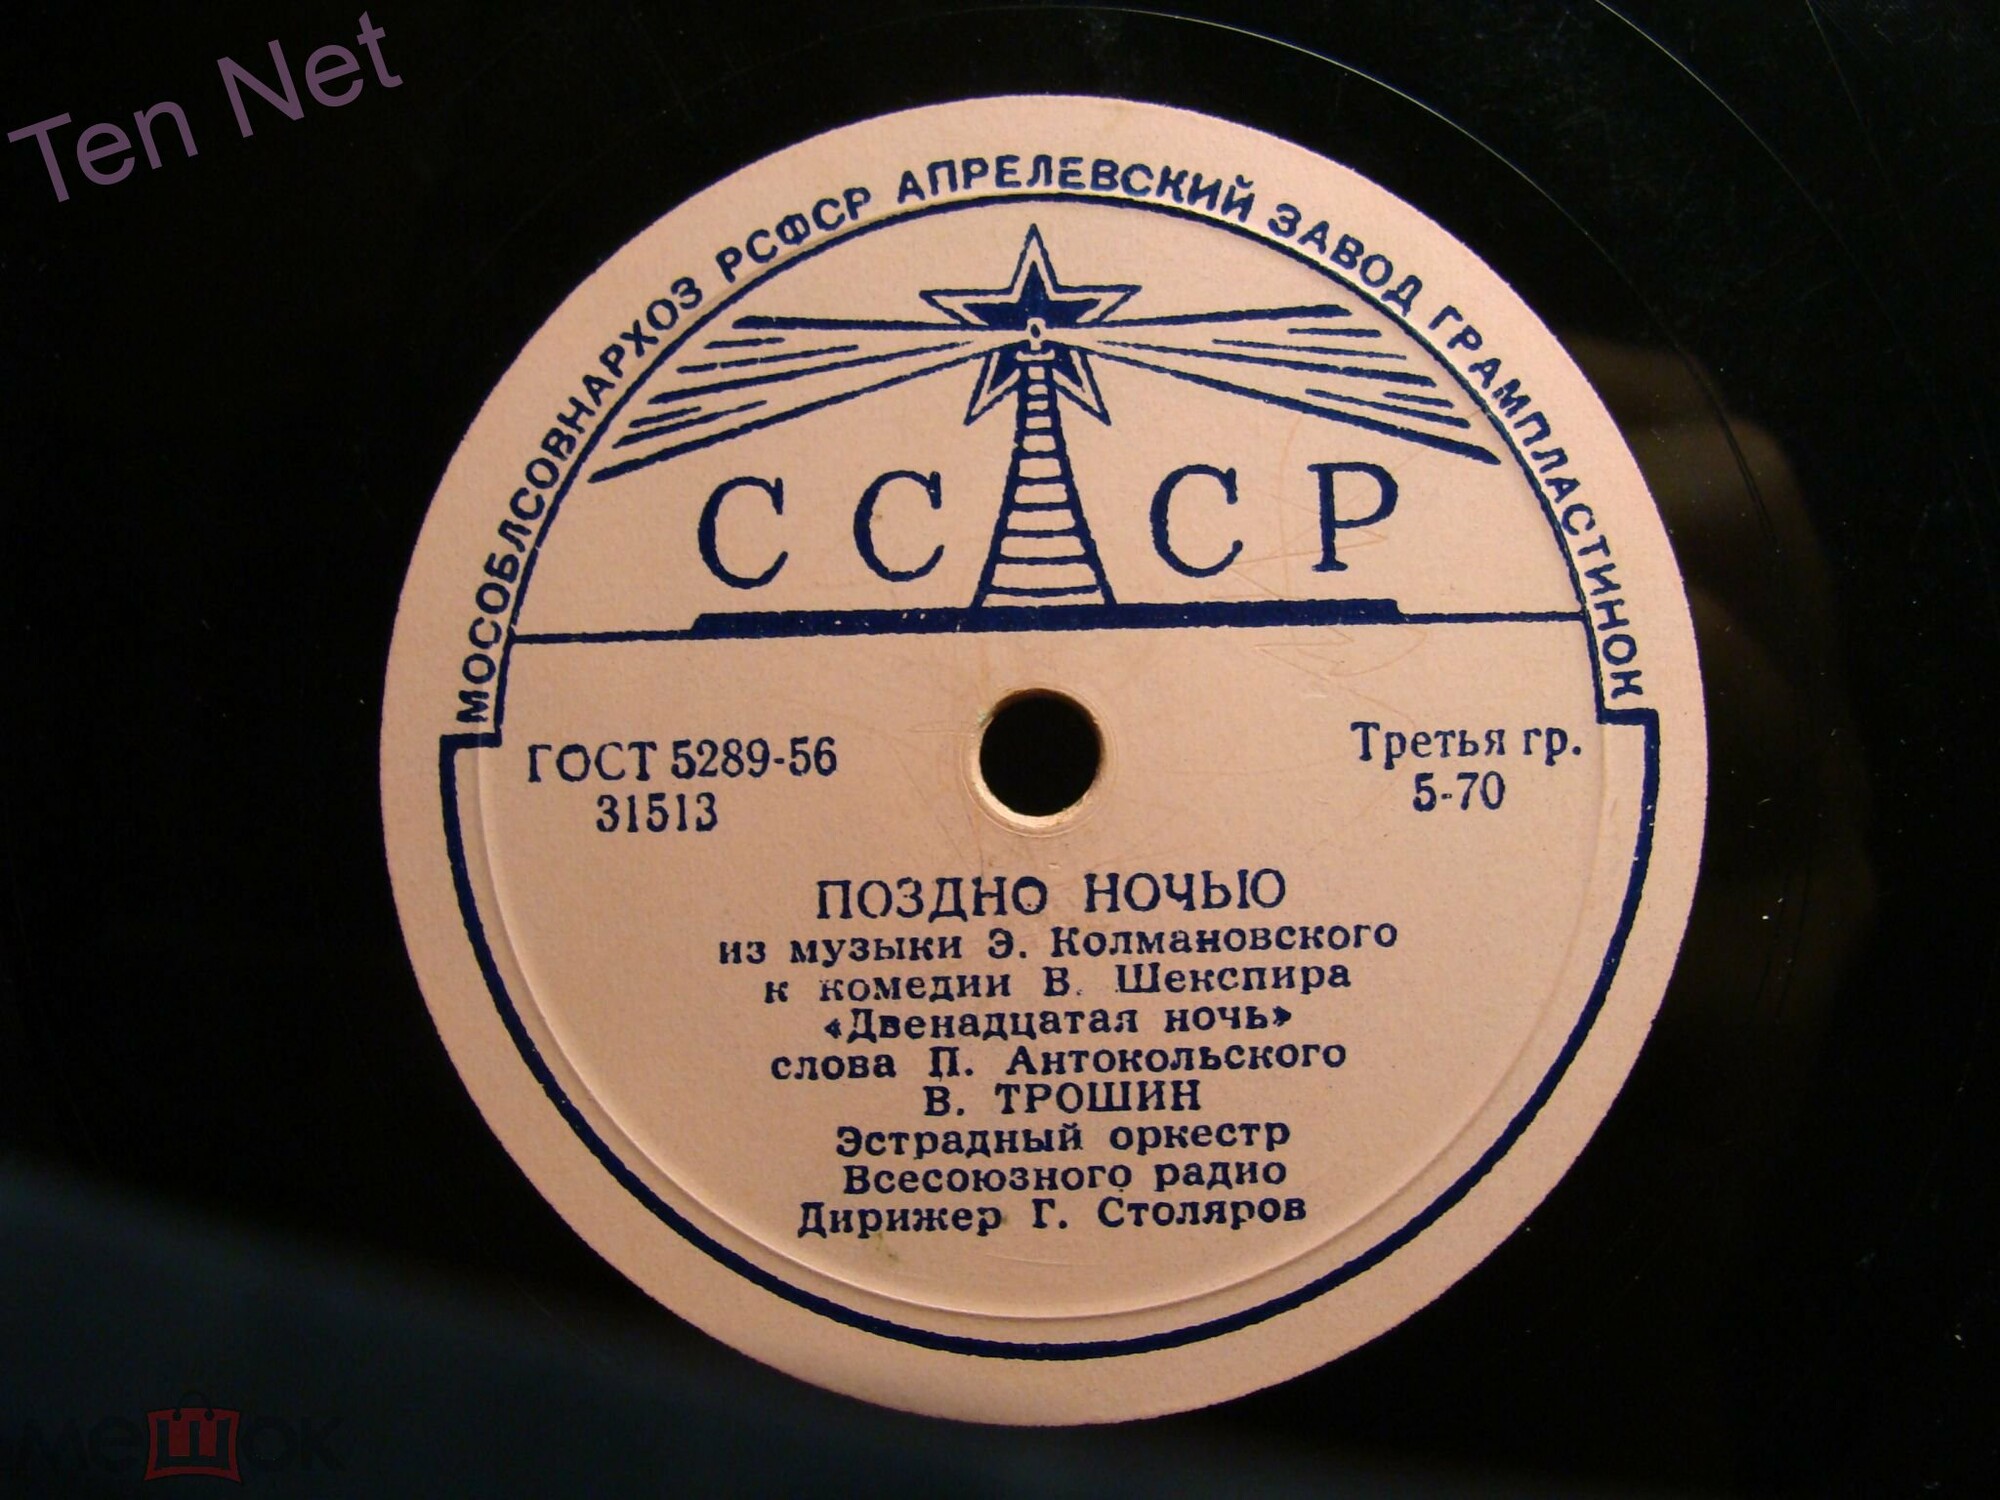 Ten Net
МОСОБЛСОВНАРХОЗ РСФСР АПРЕЛЕВСКИЙ ЗАВОД ГРАМПЛАСТИНОК
СССР
ГОСТ 5289-56
31513
Третья гр.
5-70
ПОЗДНО НОЧЬЮ
из музыки Э. Колмановского
к комедии В. Шекспира
«Двенадцатая ночь»
слова П. Антокольского
В. ТРОШИН
Эстрадный оркестр
Всесоюзного радио
Дирижер Г. Столяров
мешок